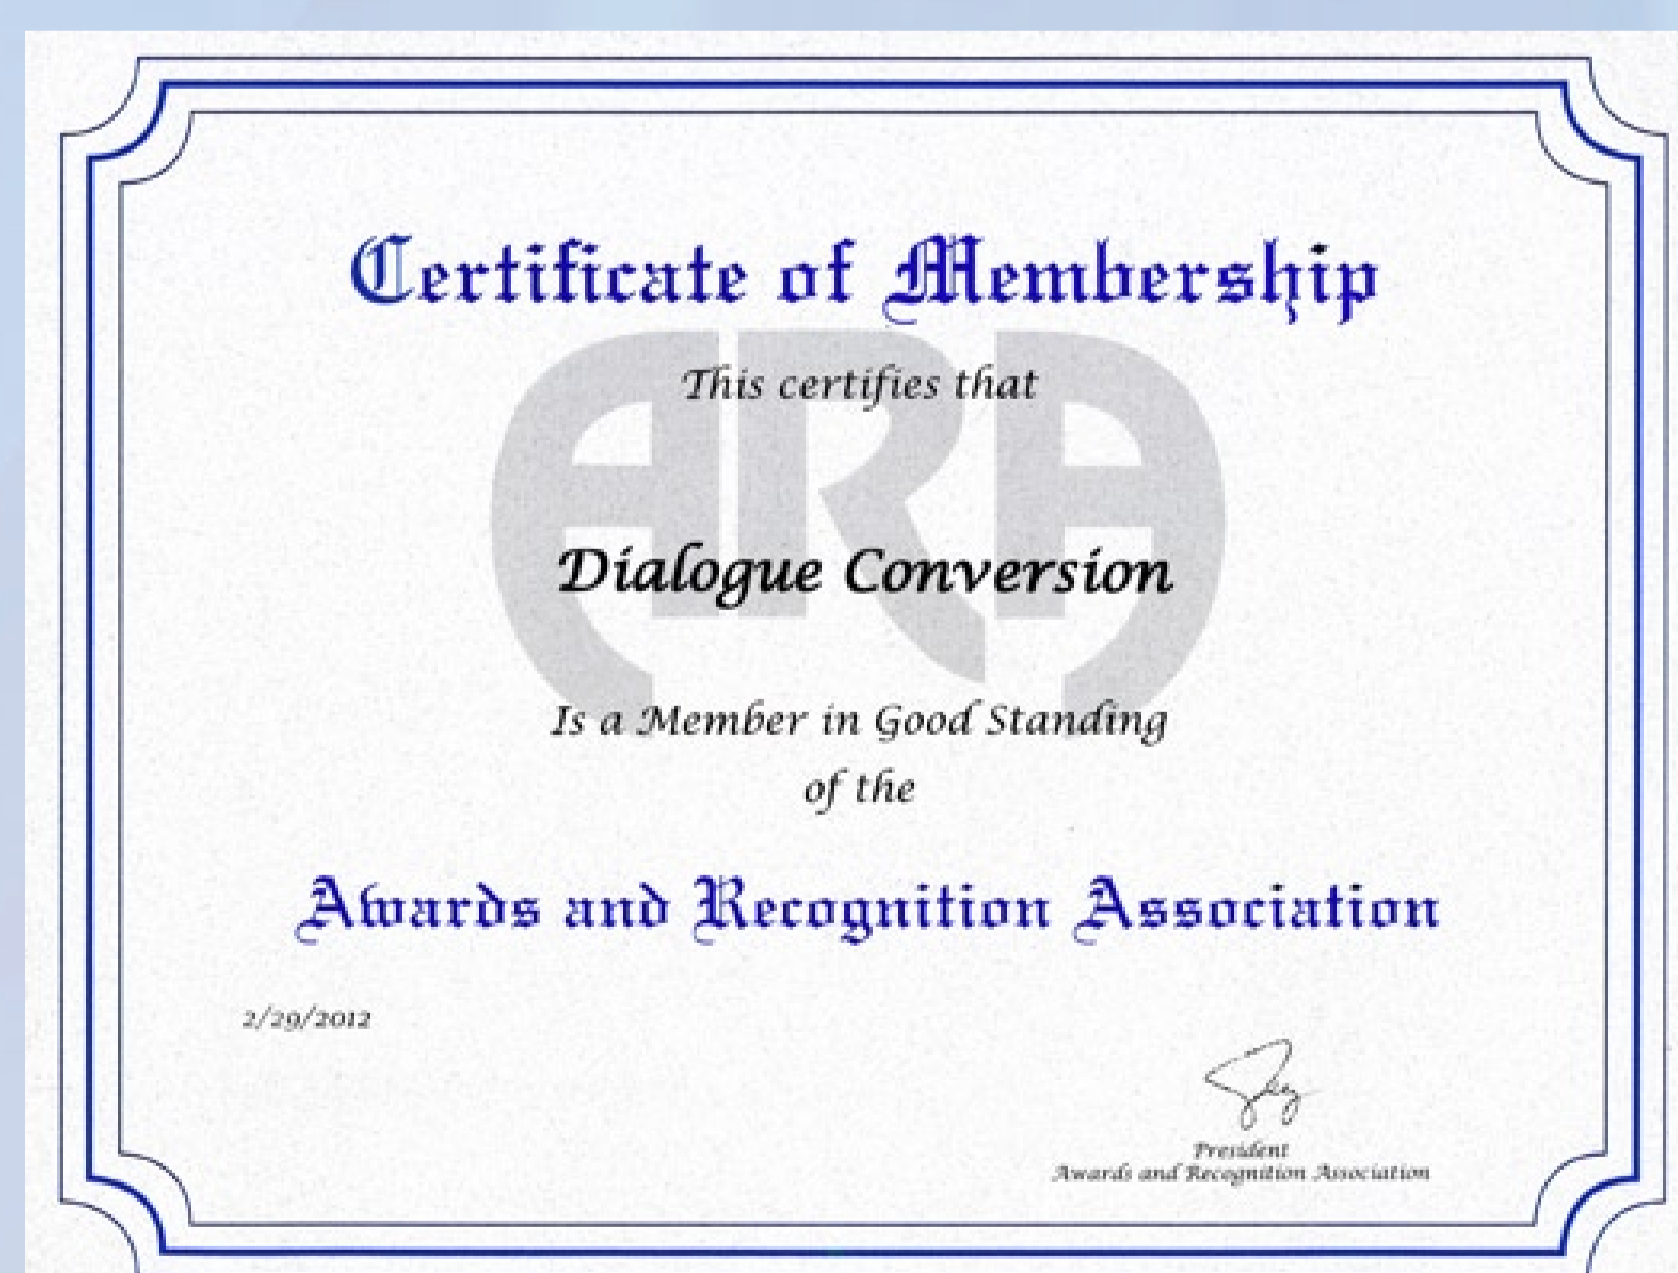 Certificate of Membership
ARA
This certifies that
Dialogue Conversion
Is a Member in Good Standing
of the
Awards and Recognition Association
2/29/2012
President
Awards and Recognition Association